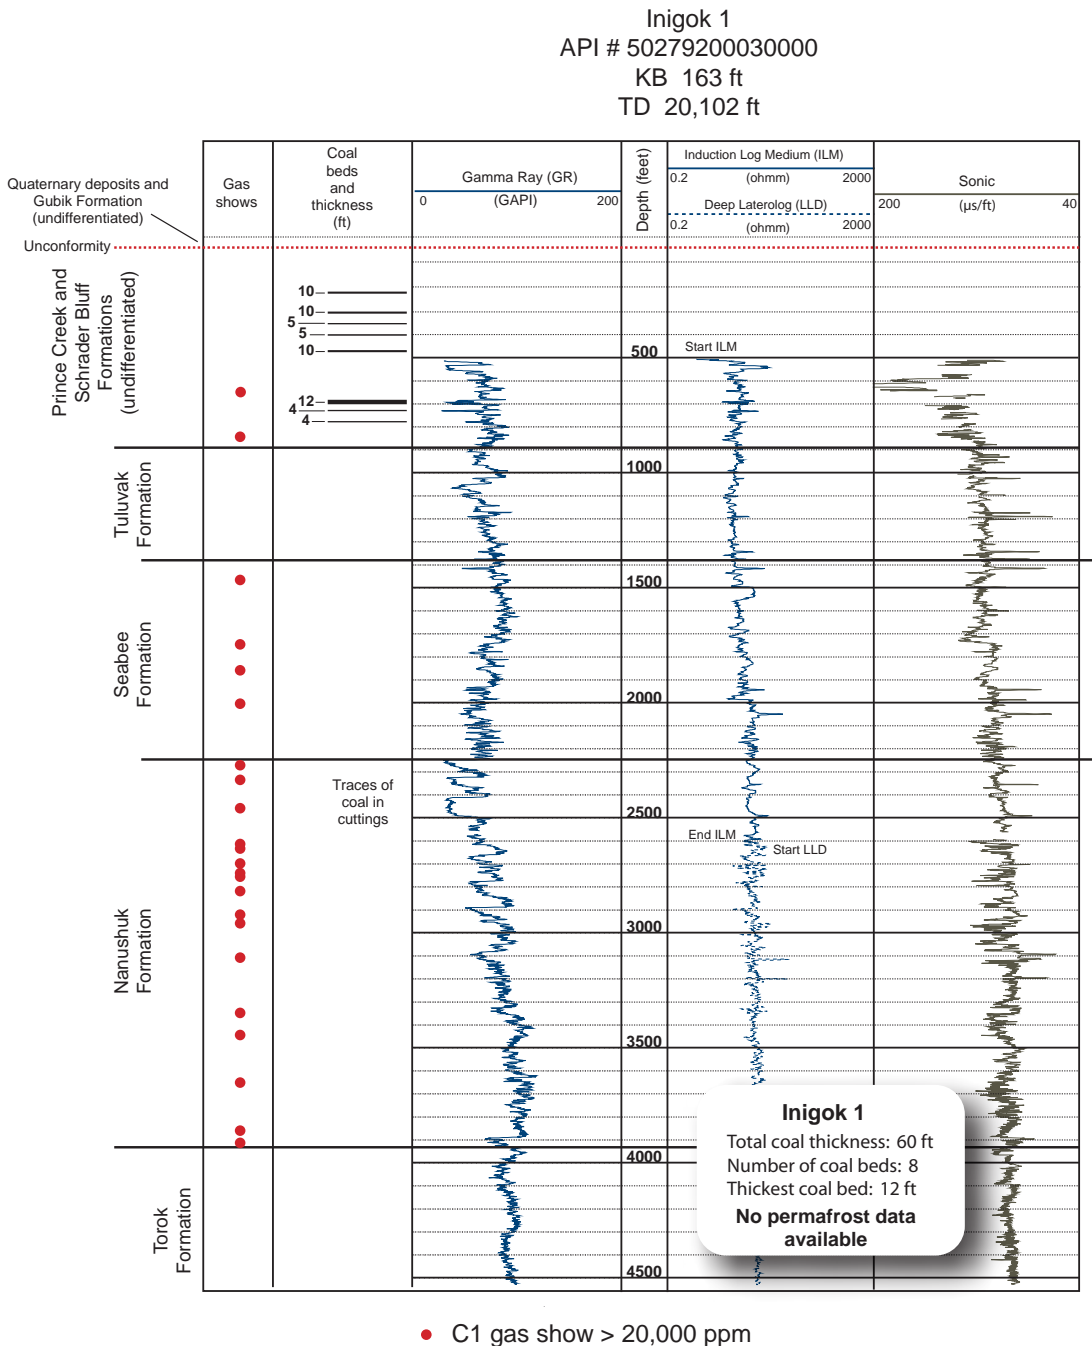 Inigok 1
API # 50279200030000
KB 163 ft
TD 20,102 ft
Quaternary deposits and
Gubik Formation
(undifferentiated)
Unconformity
Gas
shows
Coal
beds
and
thickness
(ft)
Gamma Ray (GR)
(GAPI)
0
200
Depth (feet)
Induction Log Medium (ILM)
0.2
(ohmm)
2000
Deep Laterolog (LLD)
0.2
(ohmm)
2000
Sonic
200
(µs/ft)
40
Prince Creek and
Schrader Bluff
Formations
(undifferentiated)
10
10
5
5
10
12
4
4
500
Start ILM
Tuluvak
Formation
1000
Seabee
Formation
1500
2000
Nanushuk
Formation
Traces of
coal in
cuttings
2500
End ILM
Start LLD
3000
3500
Torok
Formation
4000
4500
Inigok 1
Total coal thickness: 60 ft
Number of coal beds: 8
Thickest coal bed: 12 ft
No permafrost data
available
C1 gas show > 20,000 ppm